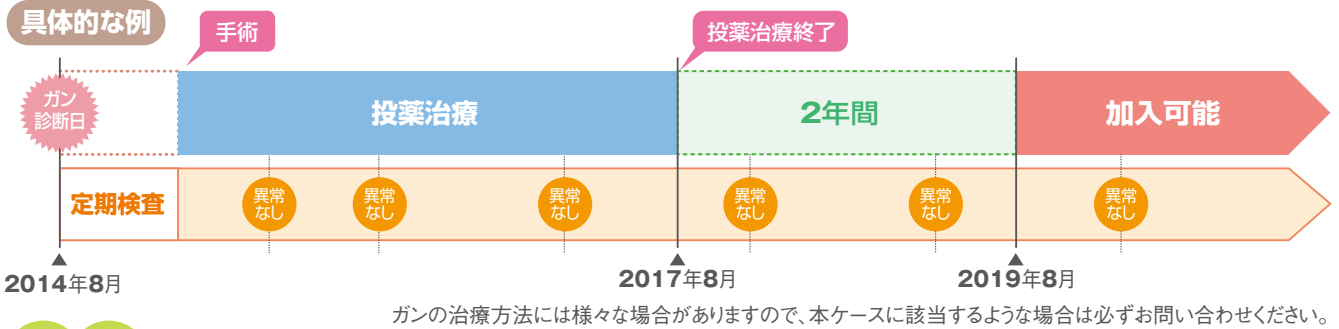 具体的な例
手術
投薬治療終了
ガン
診断日
投薬治療
2年間
加入可能
定期検査
異常
なし
異常
なし
異常
なし
異常
なし
異常
なし
異常
なし
2014年8月
2017年8月
2019年8月
ガンの治療方法には様々な場合がありますので、本ケースに該当するような場合は必ずお問い合わせください。